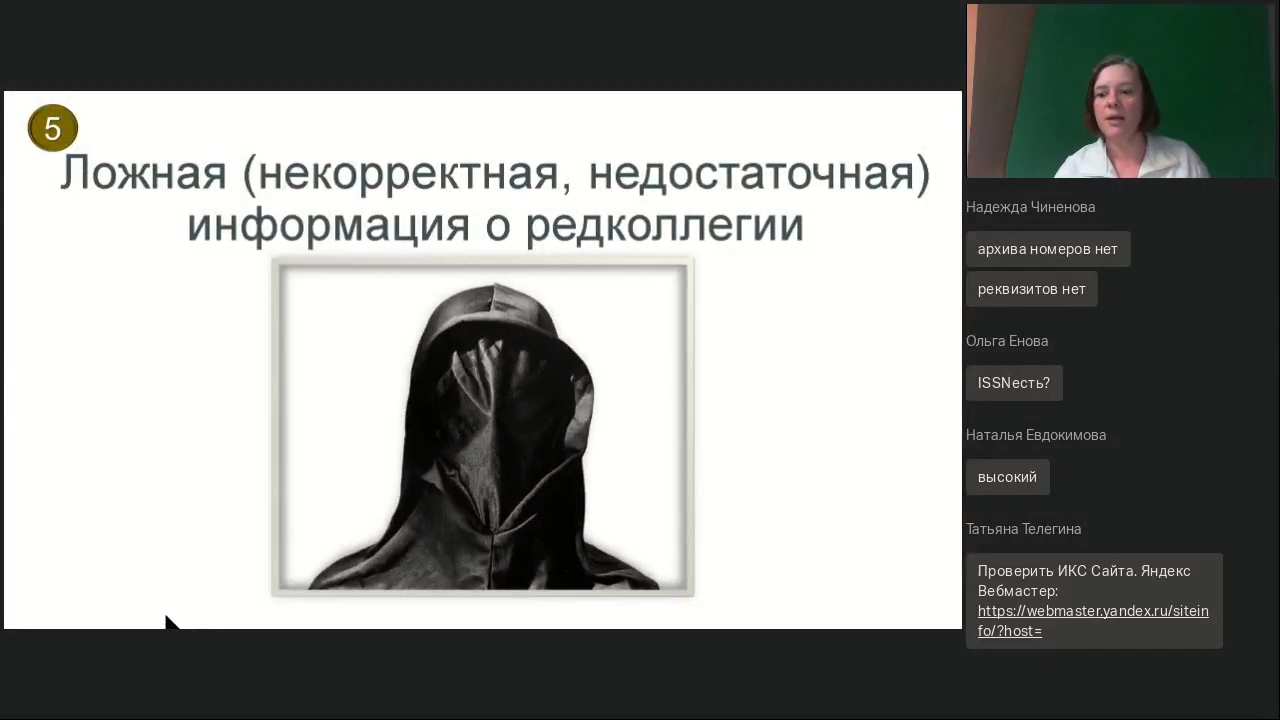 5
Ложная (некорректная, недостаточная)
информация о редколлегии
Надежда Чиненова
архива номеров нет
реквизитов нет
Ольга Енова
ISSNесть?
Наталья Евдокимова
высокий
Татьяна Телегина
Проверить ИКС Сайта. Яндекс
Вебмастер:
https://webmaster.yandex.ru/sitein
fo/?host=